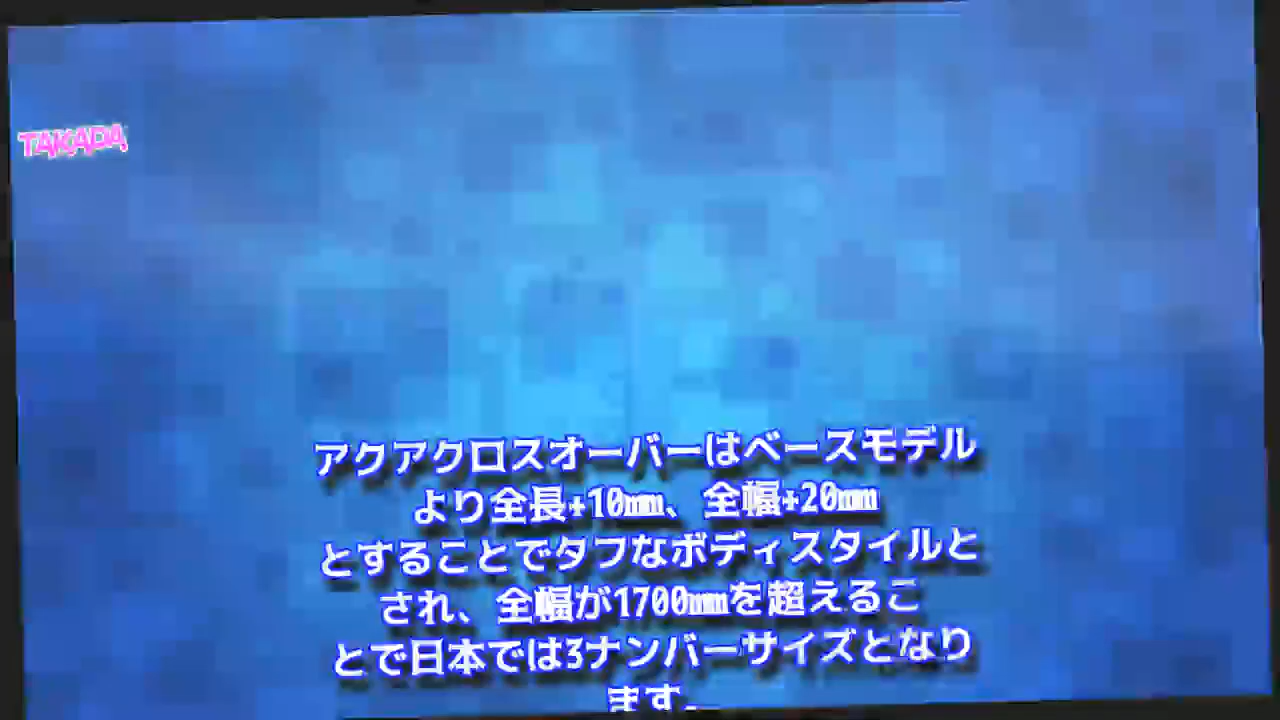 TAKADA
アクアクロスオーバーはベースモデル
より全長+10mm、全幅+20mm
とすることでタフなボディスタイルと
され、全幅が1700mmを超えるこ
とで日本では3ナンバーサイズとなり
ます。